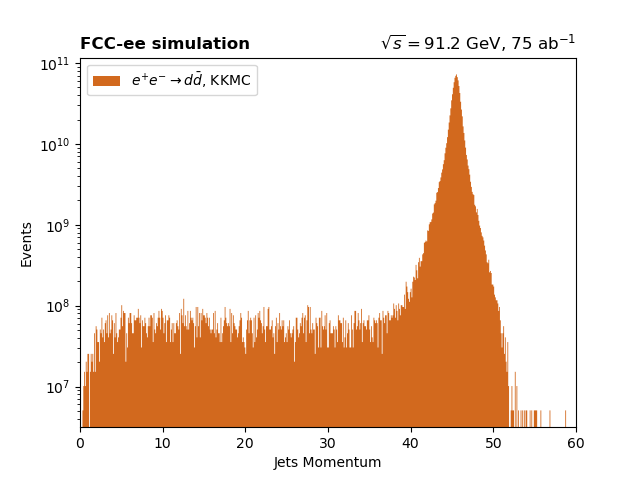 FCC-ee simulation
√s = 91.2 GeV, 75 ab⁻¹
e⁺e⁻ → dd̄, KKMC
Events
10¹¹
10¹⁰
10⁹
10⁸
10⁷
0 10 20 30 40 50 60
Jets Momentum